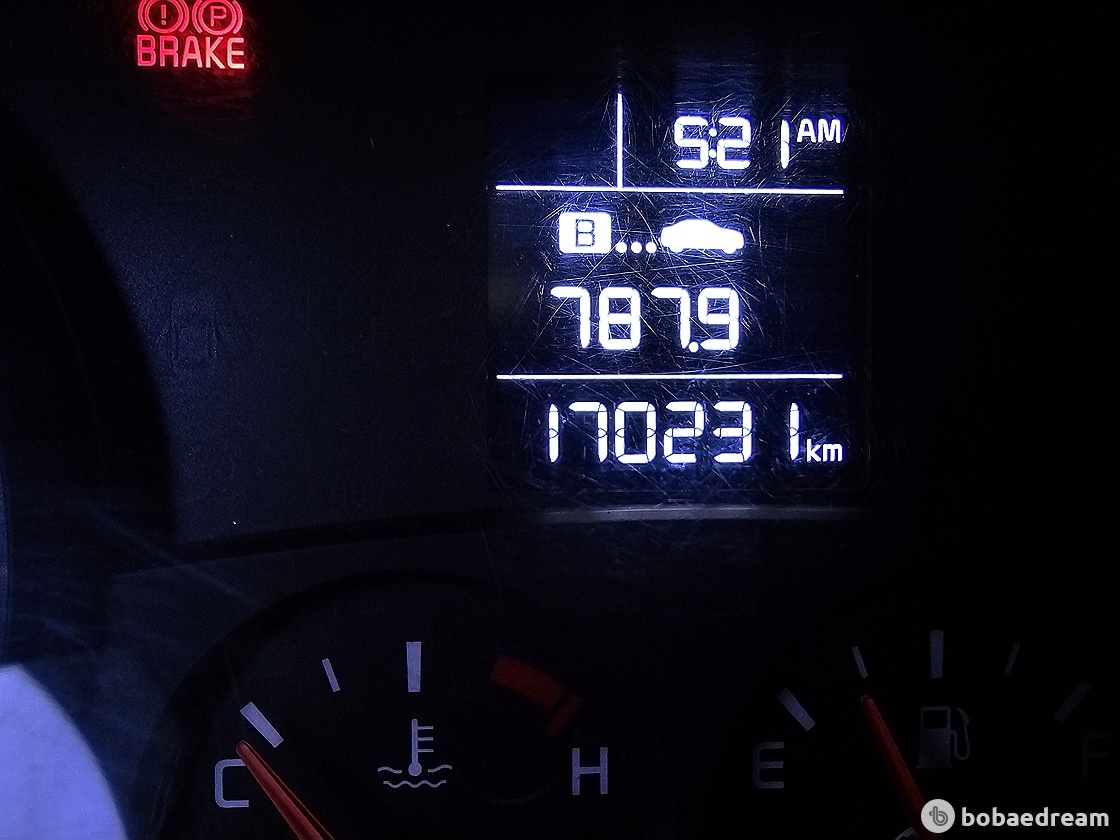 BRAKE
5:21 AM
B
787.9
170231 km
C H
E F
bobaedream